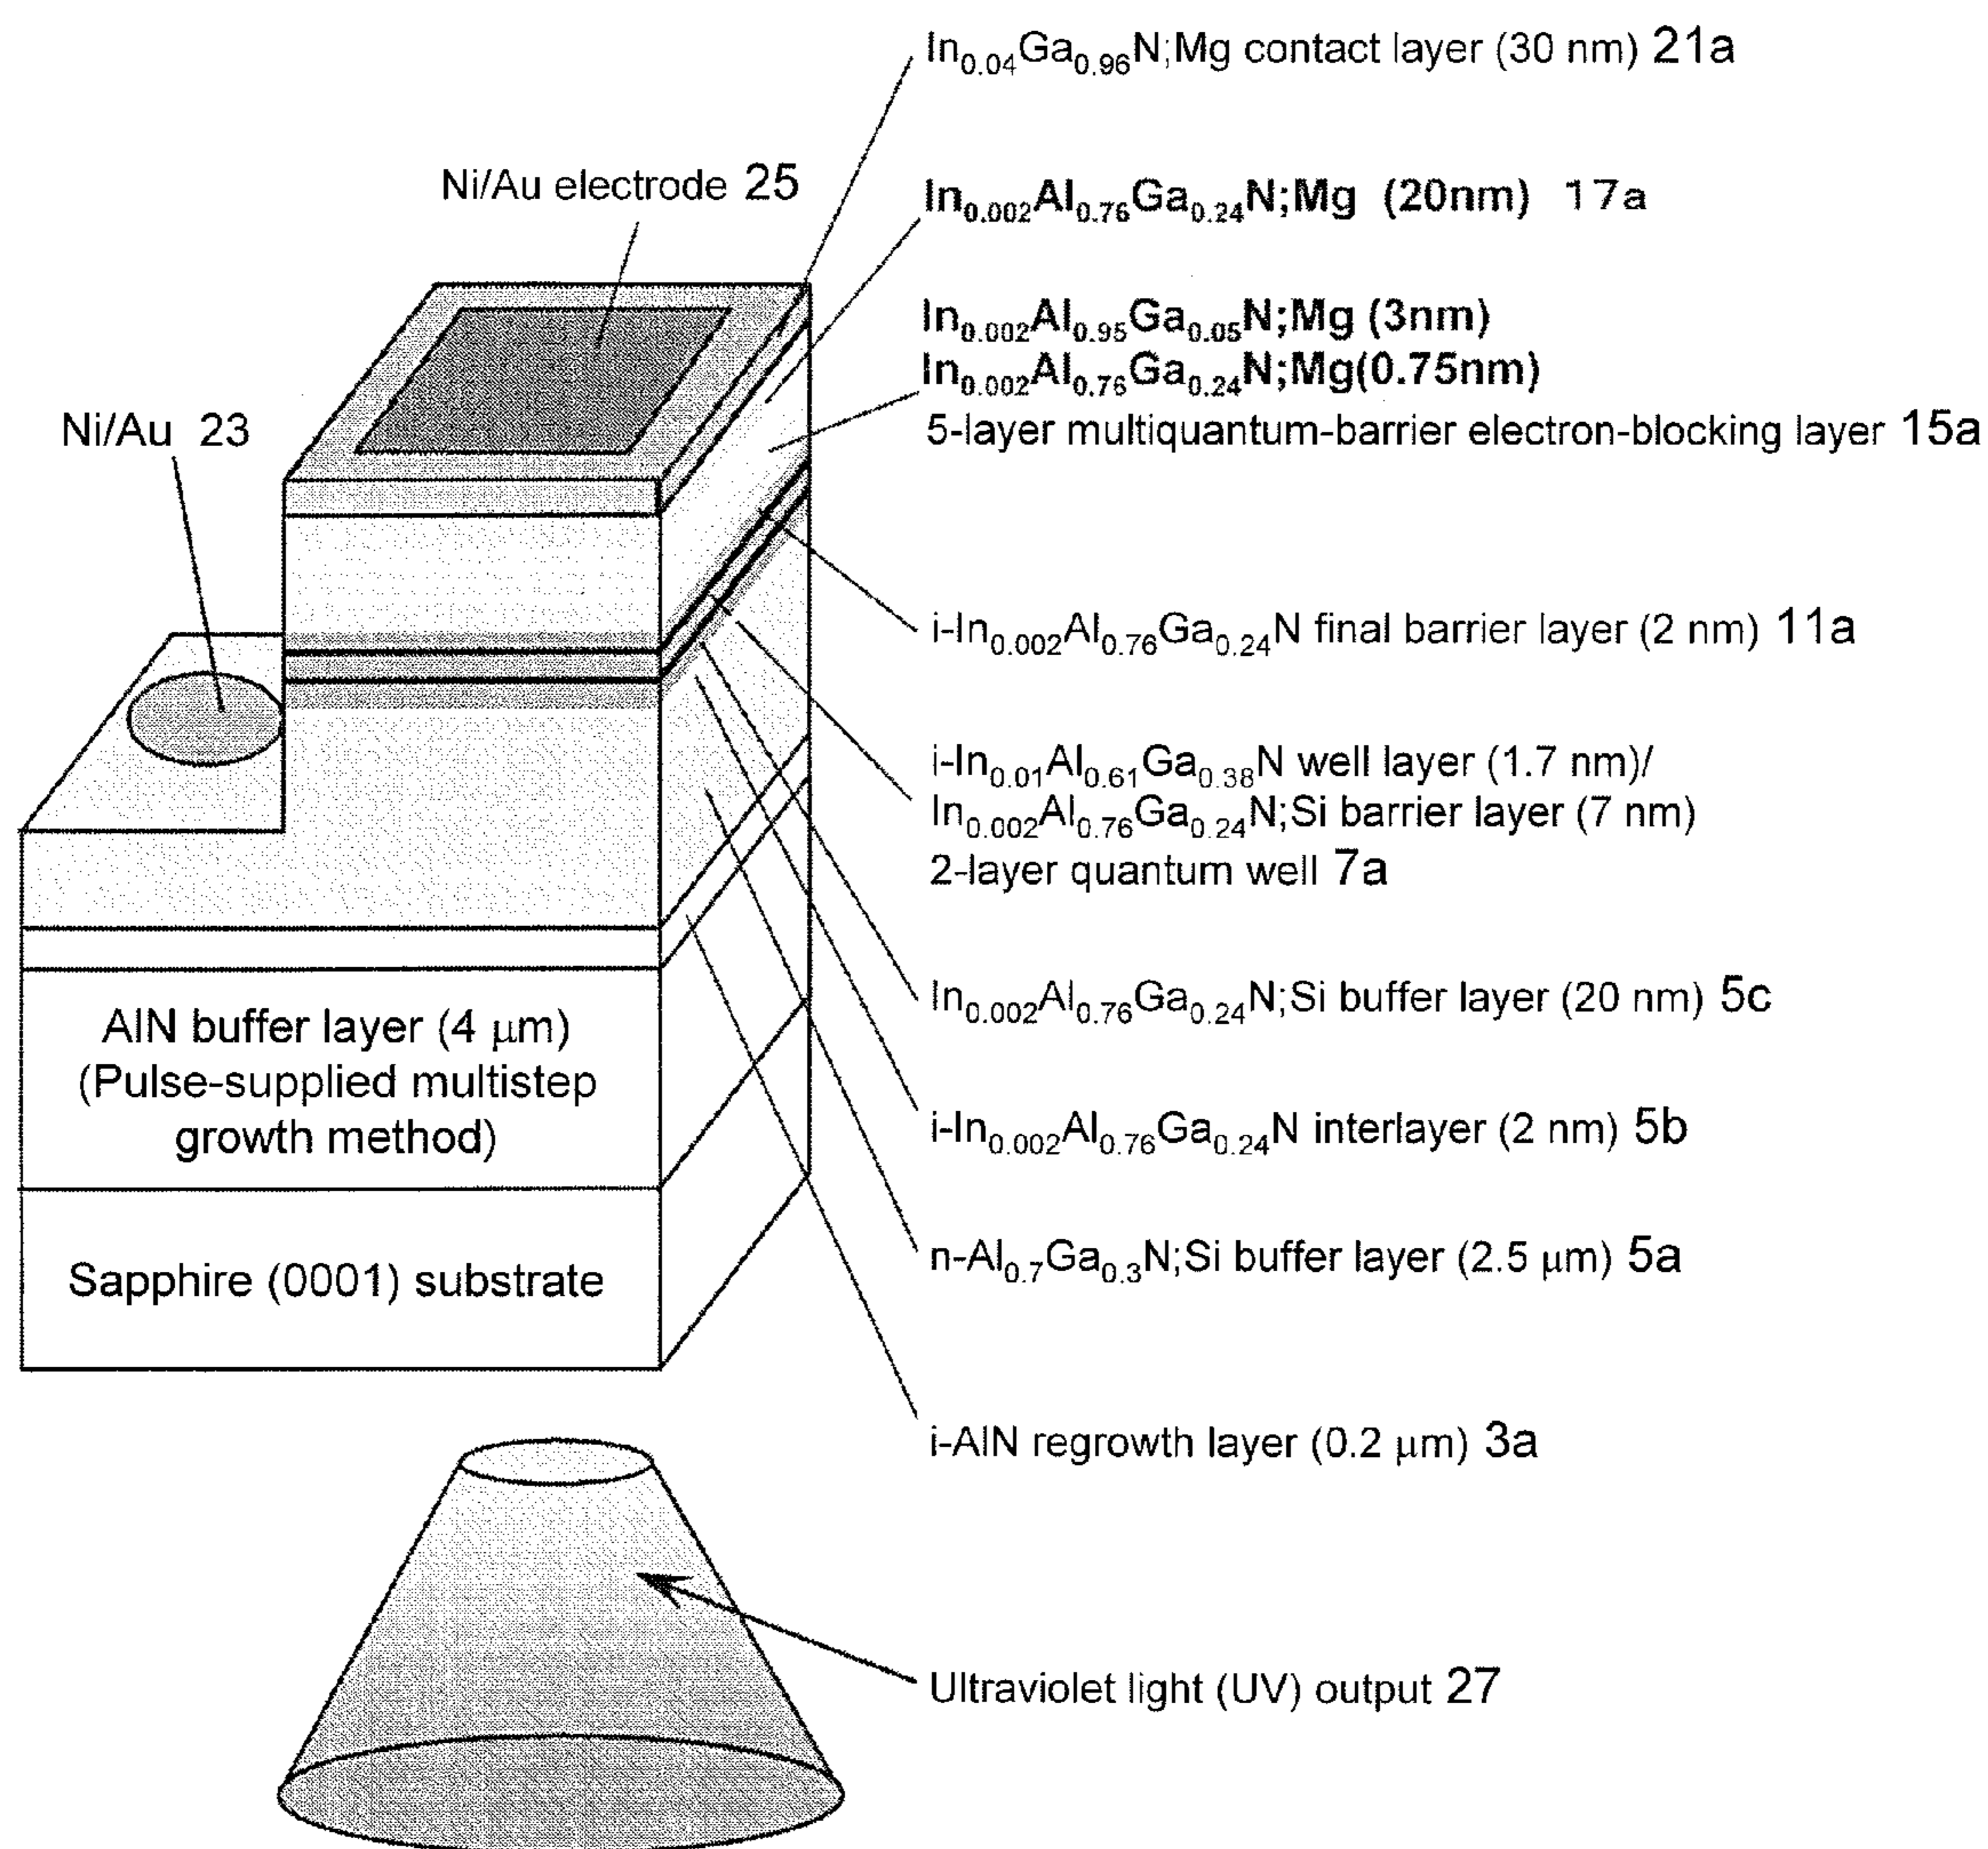 In0.04Ga0.96N;Mg contact layer (30 nm) 21a
Ni/Au electrode 25
In0.002Al0.76Ga0.24N;Mg (20nm) 17a
In0.002Al0.95Ga0.05N;Mg (3nm)
In0.002Al0.76Ga0.24N;Mg(0.75nm)
5-layer multiquantum-barrier electron-blocking layer 15a
Ni/Au 23
i-In0.002Al0.76Ga0.24N final barrier layer (2 nm) 11a
i-In0.01Al0.61Ga0.38N well layer (1.7 nm)/
In0.002Al0.76Ga0.24N;Si barrier layer (7 nm)
2-layer quantum well 7a
In0.002Al0.76Ga0.24N;Si buffer layer (20 nm) 5c
AlN buffer layer (4 μm)
(Pulse-supplied multistep
growth method)
i-In0.002Al0.76Ga0.24N interlayer (2 nm) 5b
n-Al0.7Ga0.3N;Si buffer layer (2.5 μm) 5a
Sapphire (0001) substrate
i-AlN regrowth layer (0.2 μm) 3a
Ultraviolet light (UV) output 27